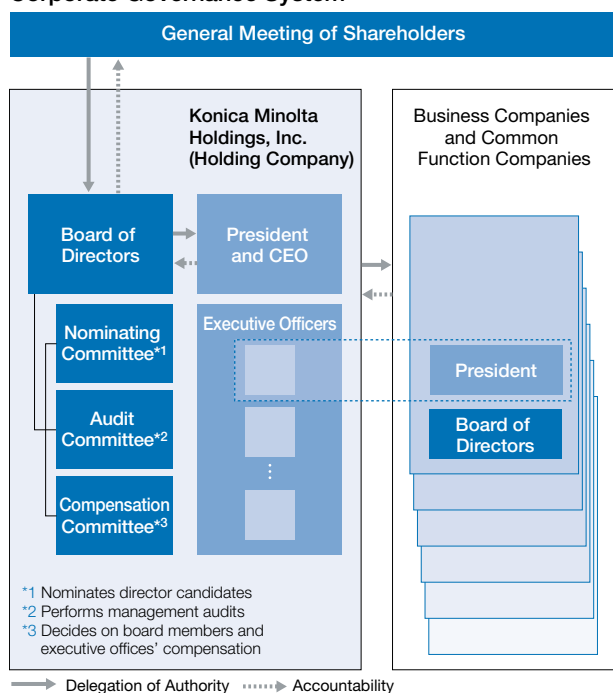 Corporate Governance System
General Meeting of Shareholders
Konica Minolta
Holdings, Inc.
(Holding Company)
Business Companies
and Common
Function Companies
Board of
Directors
President
and CEO
Nominating
Committee*1
Audit
Committee*2
Compensation
Committee*3
Executive Officers
President
Board of
Directors
*1 Nominates director candidates
*2 Performs management audits
*3 Decides on board members and
executive offices' compensation
Delegation of Authority
Accountability